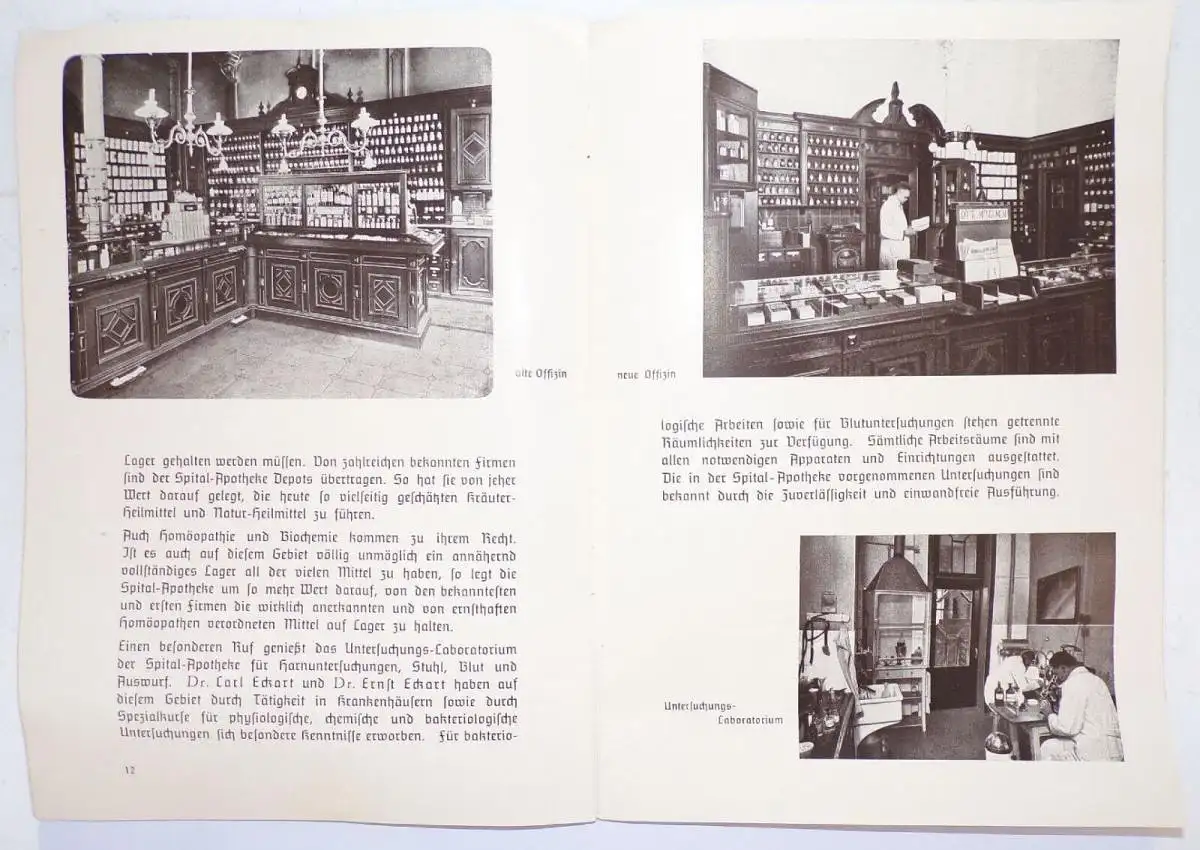 alte Offizin
Lager gehalten werden müssen. Von zahlreichen bekannten Firmen
sind der Spital-Apotheke Depots übertragen. So hat sie von jeher
Wert darauf gelegt, die heute so vielseitig geschätzten Kräuter-
Heilmittel und Natur-Heilmittel zu führen.
Auch Homöopathie und Biochemie kommen zu ihrem Recht.
Ist es auch auf diesem Gebiet völlig unmöglich ein annähernd
vollständiges Lager all der vielen Mittel zu haben, so legt die
Spital-Apotheke um so mehr Wert darauf, von den bekanntesten
und ersten Firmen die wirklich anerkannten und von ernsthaften
Homöopathen verordneten Mittel auf Lager zu halten.
Einen besonderen Ruf genießt das Untersuchungs-Laboratorium
der Spital-Apotheke für Harnuntersuchungen, Stuhl, Blut und
Auswurf. Dr. Carl Eckart und Dr. Ernst Eckart haben auf
diesem Gebiet durch Tätigkeit in Krankenhäusern sowie durch
Spezialkurse für physiologische, chemische und bakteriologische
Untersuchungen sich besondere Kenntnisse erworben. Für bakterio-
12
neue Offizin
logische Arbeiten sowie für Blutuntersuchungen stehen getrennte
Räumlichkeiten zur Verfügung. Sämtliche Arbeitsräume sind mit
allen notwendigen Apparaten und Einrichtungen ausgestattet.
Die in der Spital-Apotheke vorgenommenen Untersuchungen sind
bekannt durch die Zuverlässigkeit und einwandfreie Ausführung.
Untersuchungs-
Laboratorium